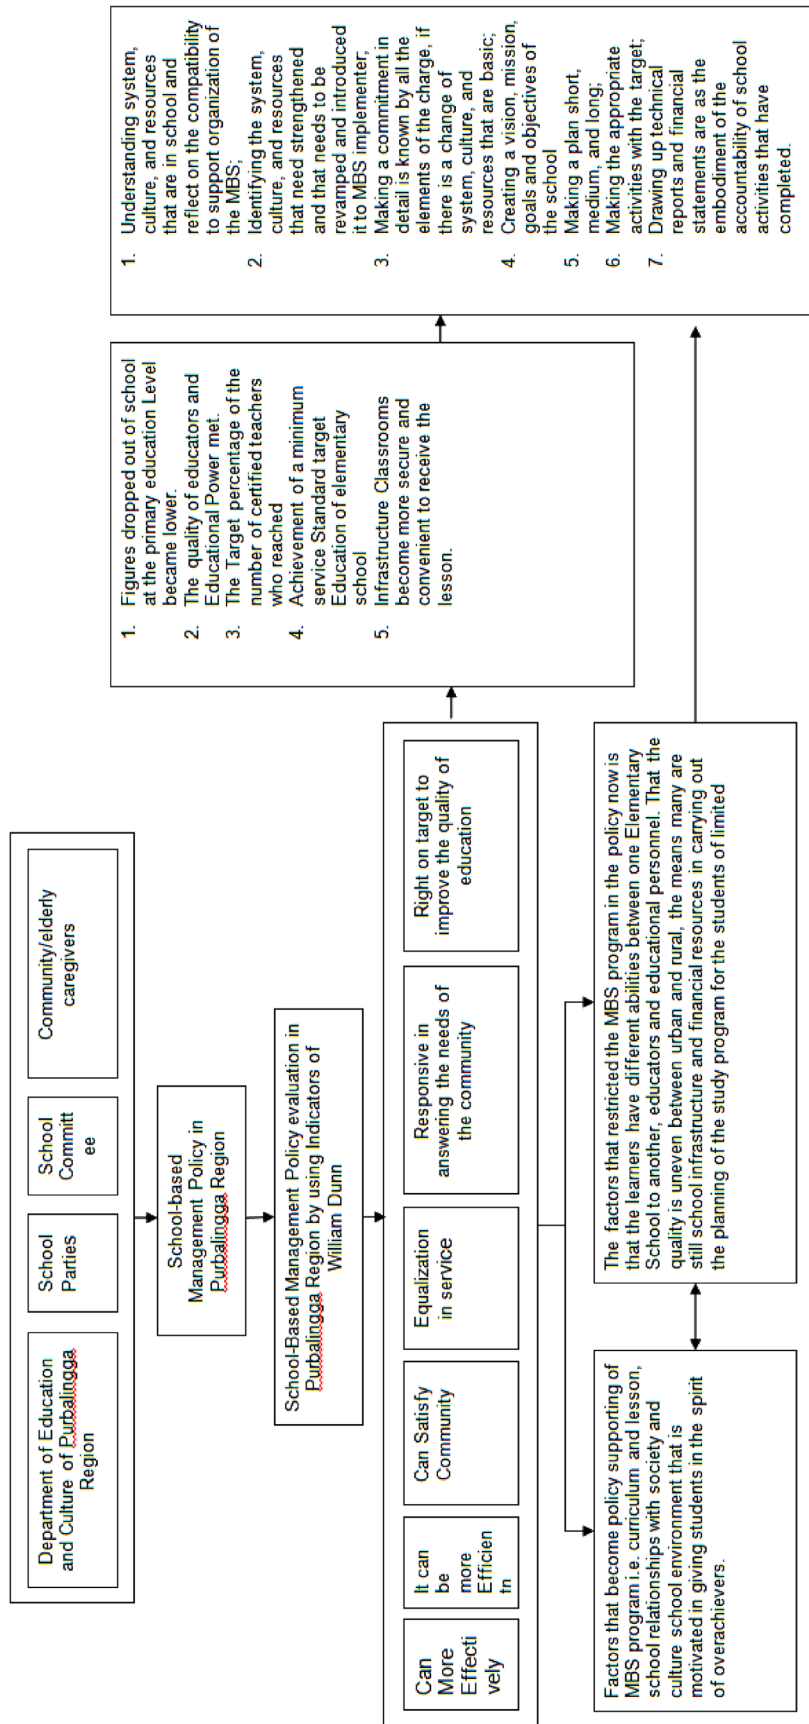 Department of Education
and Culture of Purbalingga
Region
School
Parties
School
Committ
ee
Community/elderly
caregivers
School-based
Management Policy in
Purbalingga Region
School-Based Management Policy evaluation in
Purbalingga Region by using Indicators of
William Dunn
Can
More
Effecti
vely
It can
be
more
Efficien
tn
Can Satisfy
Community
Equalization
in service
Responsive in
answering the needs of
the community
Right on target to
improve the quality of
education
Factors that become policy supporting of
MBS program i.e. curriculum and lesson,
school relationships with society and
culture school environment that is
motivated in giving students in the spirit
of overachievers.
The factors that restricted the MBS program in the policy now is
that the learners have different abilities between one Elementary
School to another, educators and educational personnel. That the
quality is uneven between urban and rural, the means many are
still school infrastructure and financial resources in carrying out
the planning of the study program for the students of limited
1. Figures dropped out of school
at the primary education Level
became lower.
2. The quality of educators and
Educational Power met.
3. The Target percentage of the
number of certified teachers
who reached
4. Achievement of a minimum
service Standard target
Education of elementary
school
5. Infrastructure Classrooms
become more secure and
convenient to receive the
lesson.
1. Understanding system,
culture, and resources
that are in school and
reflect on the compatibility
to support organization of
the MBS;
2. Identifying the system,
culture, and resources
that need strengthened
and that needs to be
revamped and introduced
it to MBS implementer;
3. Making a commitment in
detail is known by all the
elements of the charge, if
there is a change of
system, culture, and
resources that are basic;
4. Creating a vision, mission,
goals and objectives of
the school
5. Making a plan short,
medium, and long;
6. Making the appropriate
activities with the target;
7. Drawing up technical
reports and financial
statements are as the
embodiment of the
accountability of school
activities that have
completed.